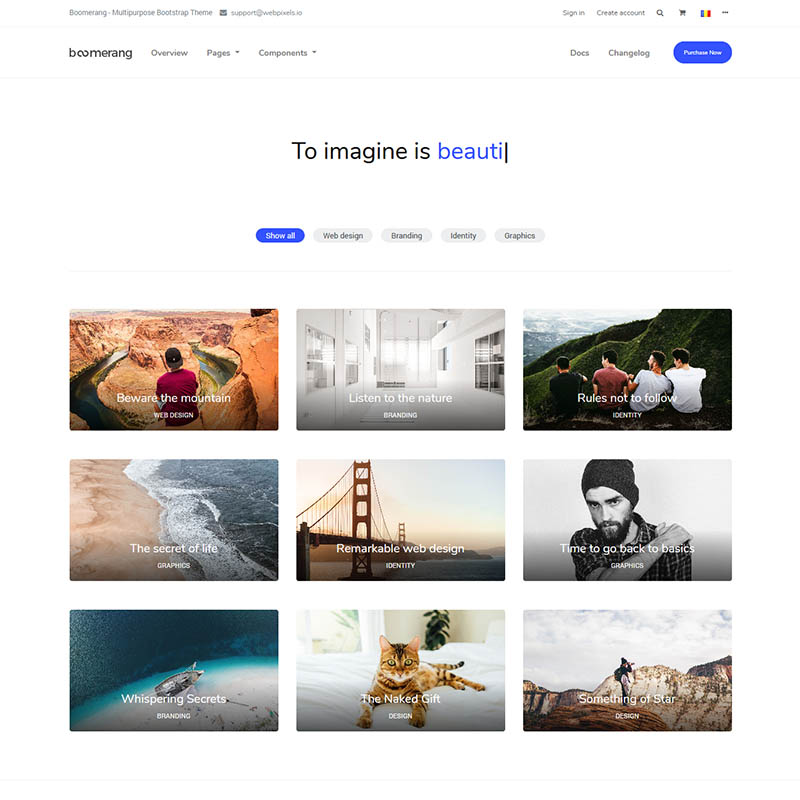 Boomerang - Multipurpose Bootstrap Theme support@webpixels.io Sign in Create account
boomerang Overview Pages Components Docs Changelog Purchase Now
To imagine is beauti|
Show all Web design Branding Identity Graphics
Beware the mountain
WEB DESIGN
Listen to the nature
BRANDING
Rules not to follow
IDENTITY
The secret of life
GRAPHICS
Remarkable web design
IDENTITY
Time to go back to basics
GRAPHICS
Whispering Secrets
BRANDING
The Naked Gift
DESIGN
Something of Star
DESIGN